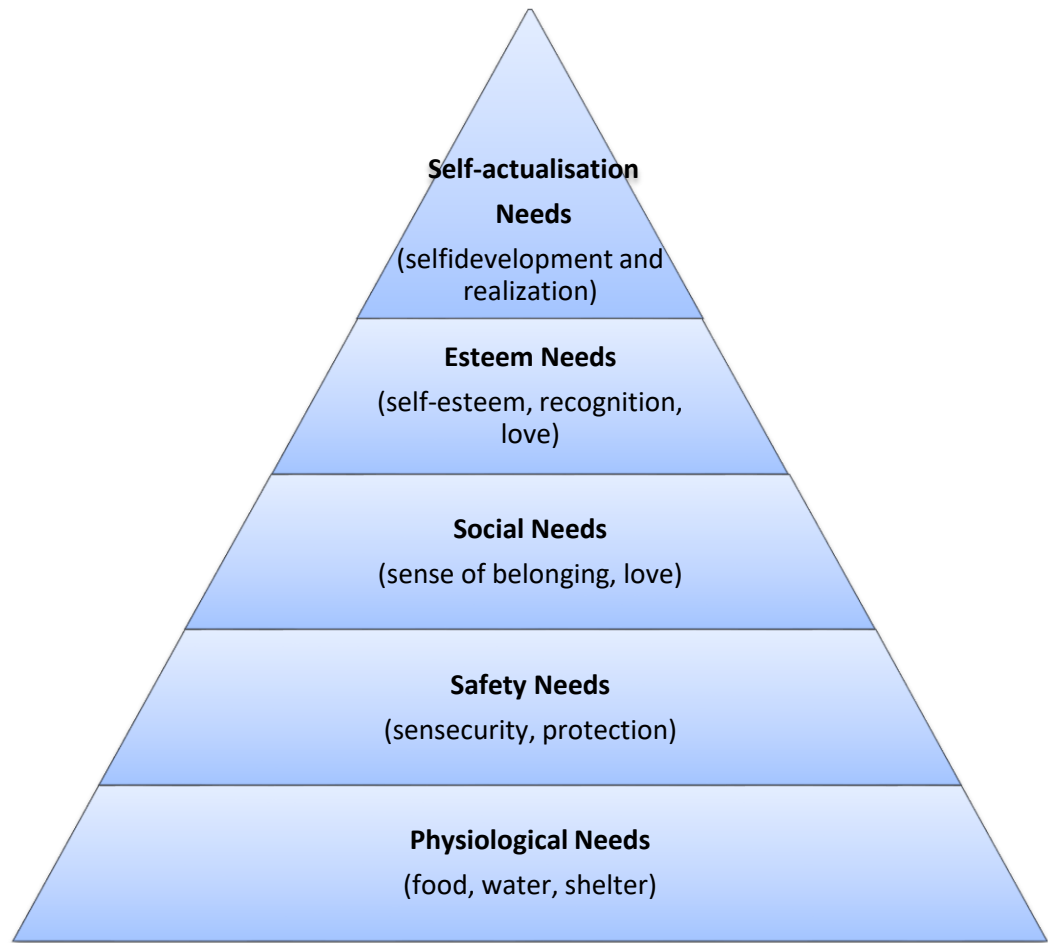 Self-actualisation
Needs
(selfidevelopment and
realization)
Esteem Needs
(self-esteem, recognition,
love)
Social Needs
(sense of belonging, love)
Safety Needs
(sensecurity, protection)
Physiological Needs
(food, water, shelter)